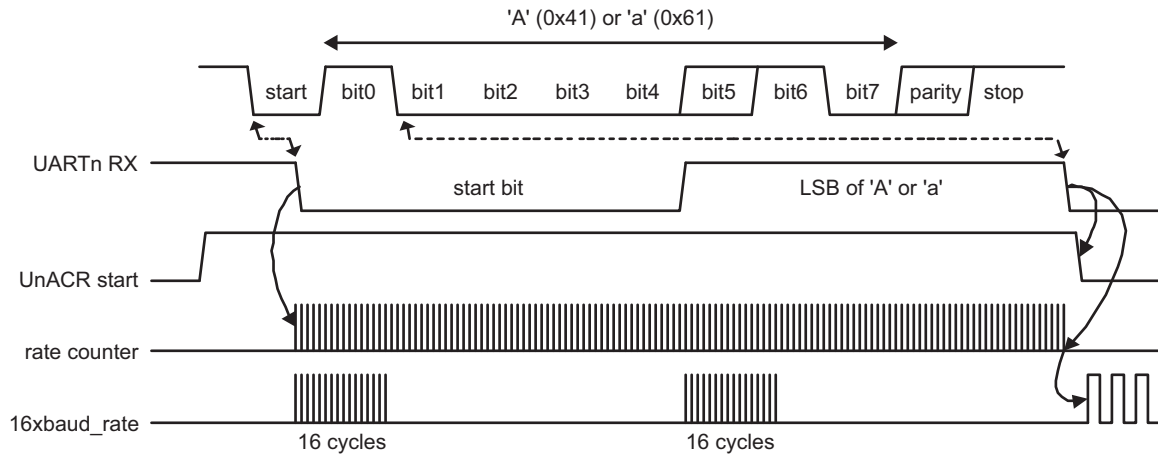 'A' (0x41) or 'a' (0x61)
start bit0 bit1 bit2 bit3 bit4 bit5 bit6 bit7 parity stop
UARTn RX
start bit
LSB of 'A' or 'a'
UnACR start
rate counter
16xbaud_rate
16 cycles
16 cycles